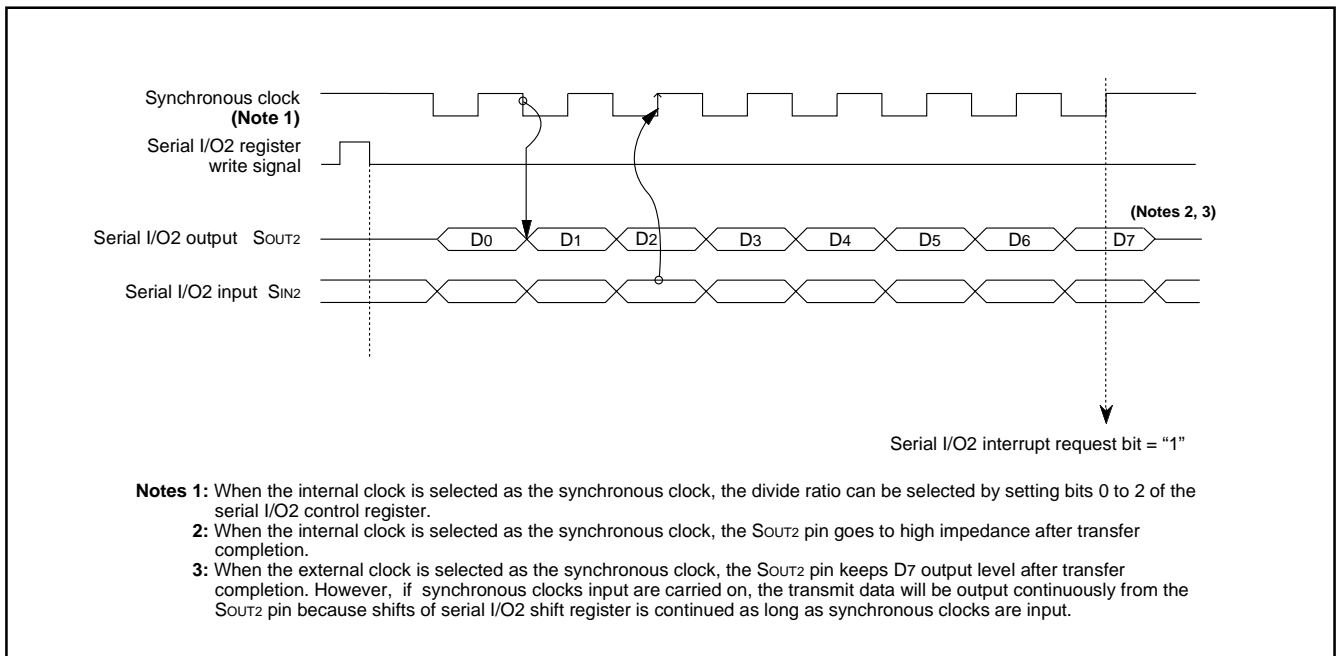 Synchronous clock
(Note 1)
Serial I/O2 register
write signal
(Notes 2, 3)
Serial I/O2 output SOUT2
D0 D1 D2 D3 D4 D5 D6 D7
Serial I/O2 input SIN2
Serial I/O2 interrupt request bit = “1”
Notes 1: When the internal clock is selected as the synchronous clock, the divide ratio can be selected by setting bits 0 to 2 of the
serial I/O2 control register.
2: When the internal clock is selected as the synchronous clock, the SOUT2 pin goes to high impedance after transfer
completion.
3: When the external clock is selected as the synchronous clock, the SOUT2 pin keeps D7 output level after transfer
completion. However, if synchronous clocks input are carried on, the transmit data will be output continuously from the
SOUT2 pin because shifts of serial I/O2 shift register is continued as long as synchronous clocks are input.